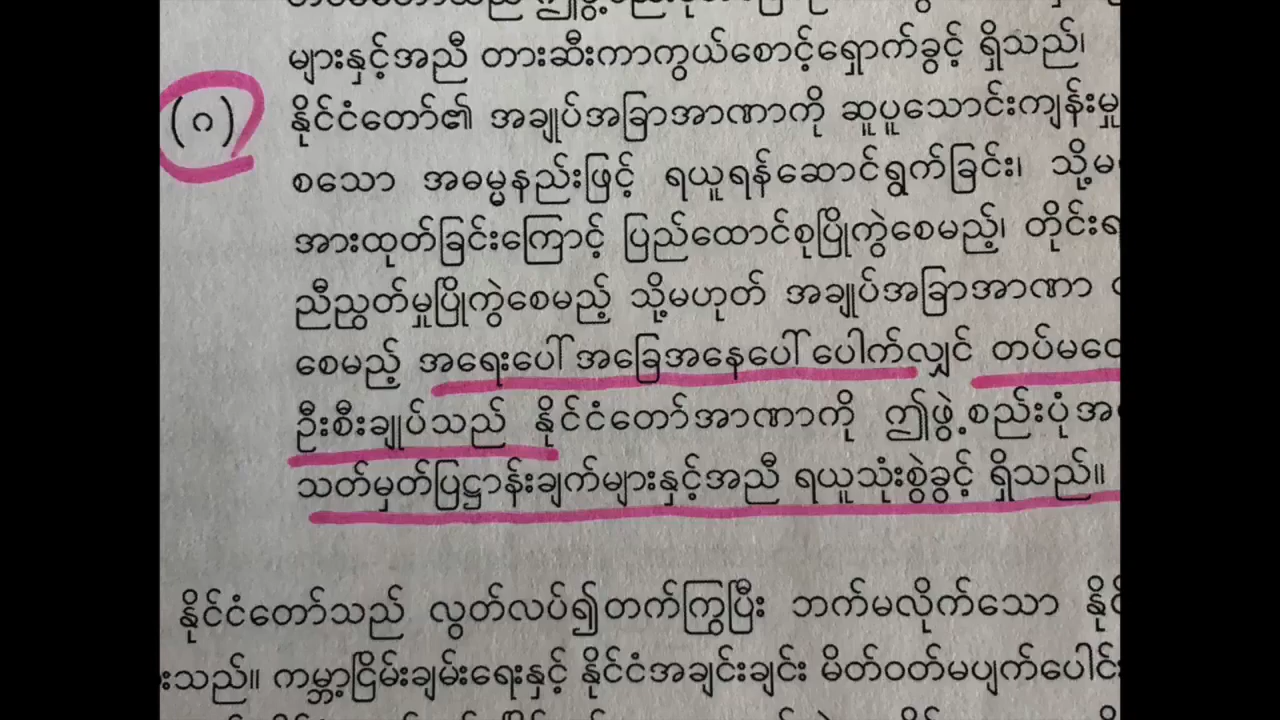 များနှင့်အညီ တားဆီးကာကွယ်စောင့်ရှောက်ခွင့် ရှိသည်၊
(ဂ) နိုင်ငံတော်၏ အချုပ်အခြာအာဏာကို ဆူပူသောင်းကျန်းမှု
စသော အဓမ္မနည်းဖြင့် ရယူရန်ဆောင်ရွက်ခြင်း၊ သို့မ
အားထုတ်ခြင်းကြောင့် ပြည်ထောင်စုပြိုကွဲစေမည့်၊ တိုင်းရ
ညီညွတ်မှုပြိုကွဲစေမည့် သို့မဟုတ် အချုပ်အခြာအာဏာ
စေမည့် အရေးပေါ်အခြေအနေပေါ်ပေါက်လျှင် တပ်မတေ
ဦးစီးချုပ်သည် နိုင်ငံတော်အာဏာကို ဤဖွဲ့စည်းပုံအ
သတ်မှတ်ပြဋ္ဌာန်းချက်များနှင့်အညီ ရယူသုံးစွဲခွင့် ရှိသည်။
နိုင်ငံတော်သည် လွတ်လပ်၍တက်ကြွပြီး ဘက်မလိုက်သော
းသည်။ ကမ္ဘာ့ငြိမ်းချမ်းရေးနှင့် နိုင်ငံအချင်းချင်း မိတ်ဝတ်မပျက်ပေါင်း